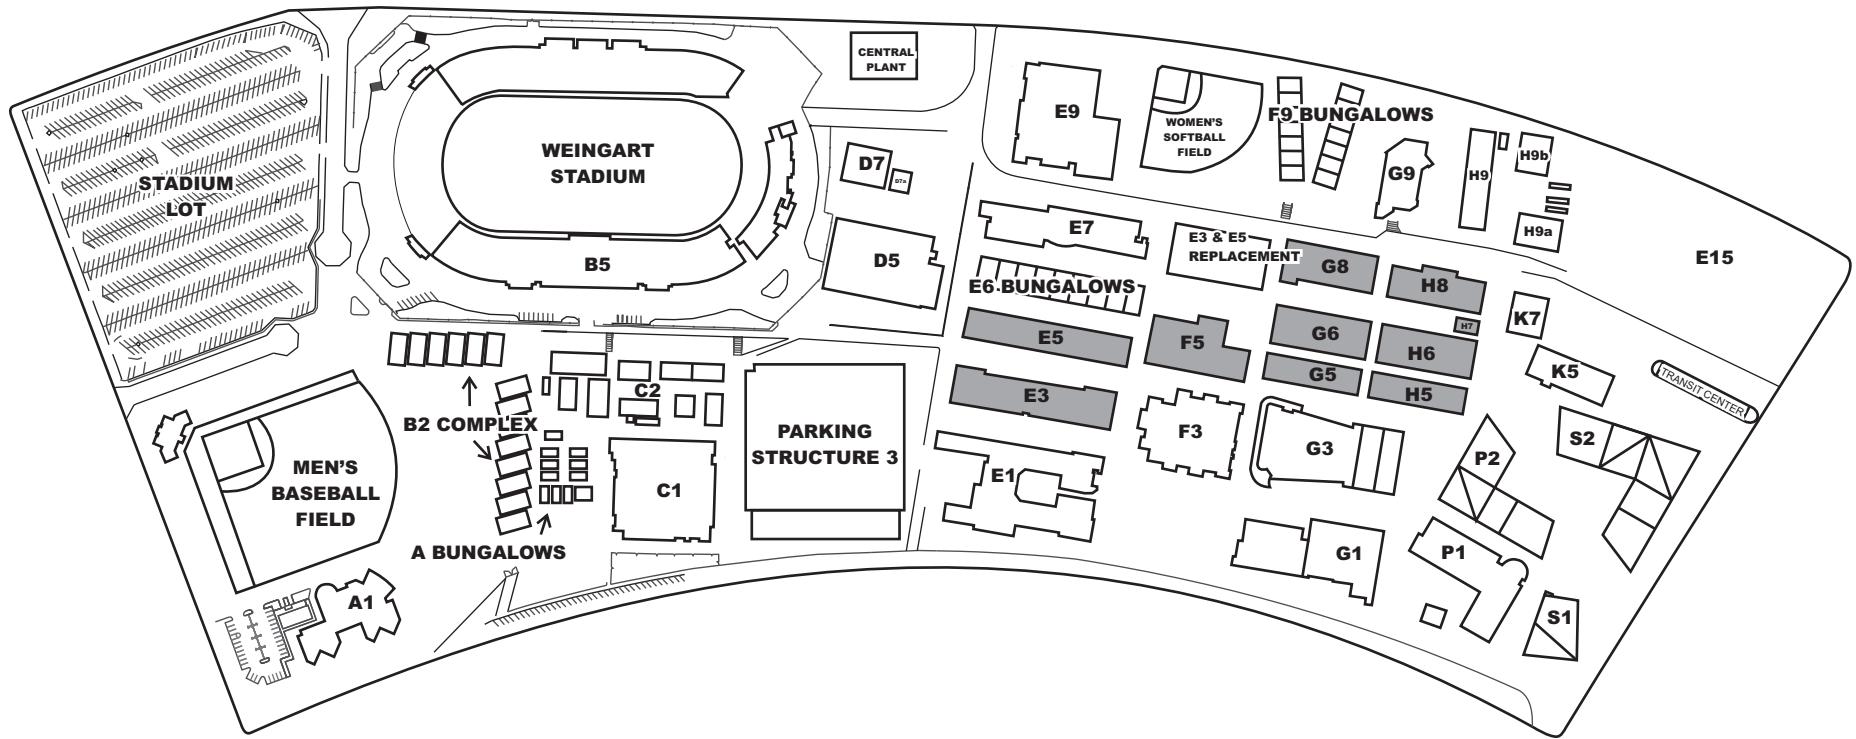 CENTRAL
PLANT
E9
WOMEN'S
SOFTBALL
FIELD
F9 BUNGALOWS
WEINGART
STADIUM
D7
D7a
G9
H9
H9b
STADIUM
LOT
H9a
E7
E3 & E5
REPLACEMENT
E15
B5
D5
G8
H8
E6 BUNGALOWS
K7
H7
E5
F5
G6
H6
K5
G5
H5
TRANSIT CENTER
C2
E3
B2 COMPLEX
PARKING
STRUCTURE 3
F3
G3
S2
P2
MEN'S
BASEBALL
FIELD
C1
E1
A BUNGALOWS
G1
P1
A1
S1